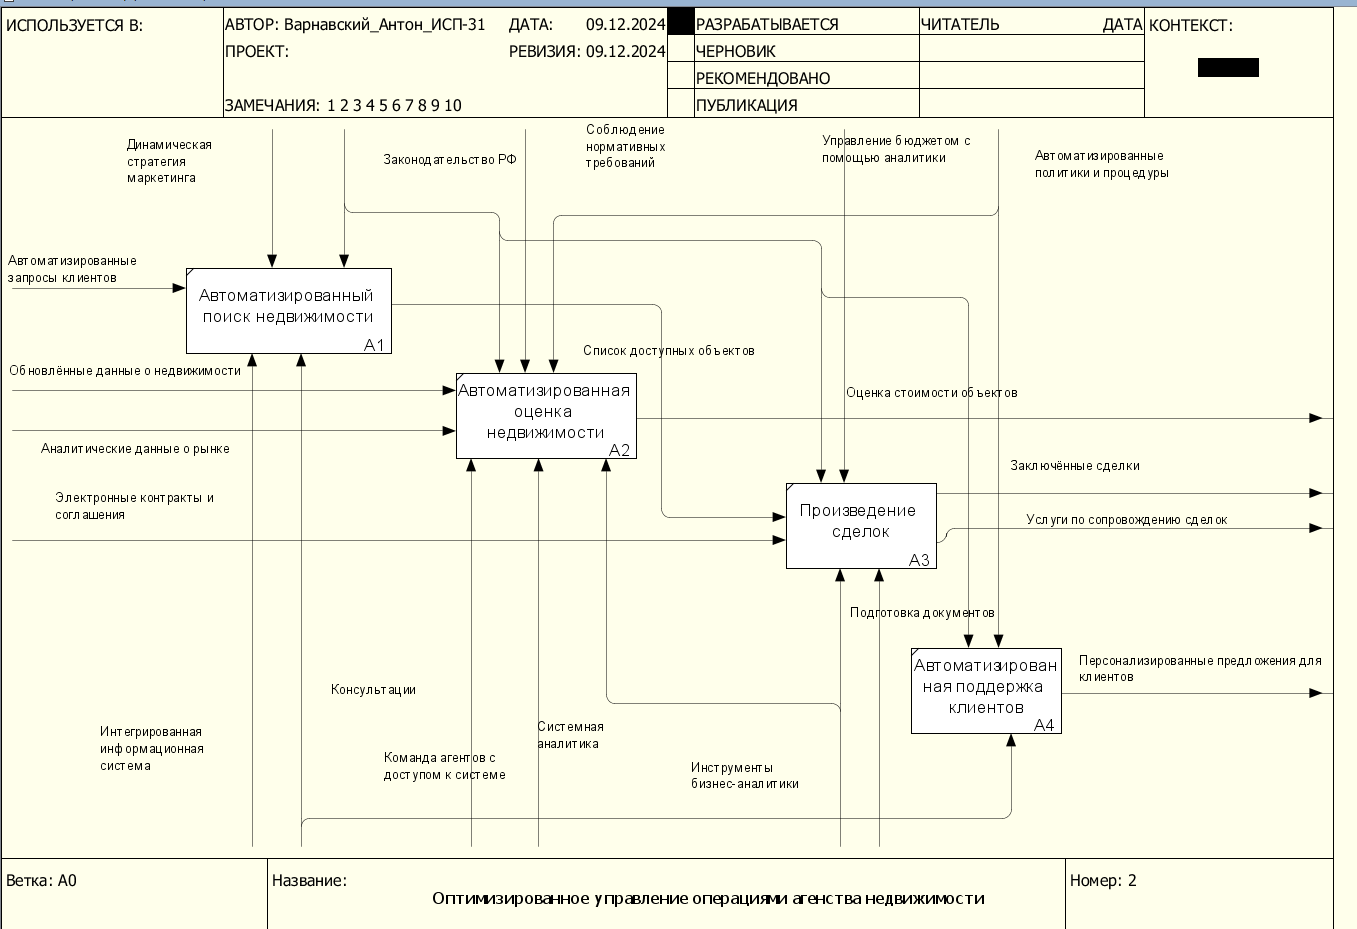 ИСПОЛЬЗУЕТСЯ В:
АВТОР: Варнавский_Антон_ИСП-31
ДАТА: 09.12.2024
РАЗРАБАТЫВАЕТСЯ
ЧИТАТЕЛЬ
ДАТА
КОНТЕКСТ:
ПРОЕКТ:
РЕВИЗИЯ: 09.12.2024
ЧЕРНОВИК
РЕКОМЕНДОВАНО
ЗАМЕЧАНИЯ: 1 2 3 4 5 6 7 8 9 10
ПУБЛИКАЦИЯ
Динамическая
стратегия
маркетинга
Законодательство РФ
Соблюдение
нормативных
требований
Управление бюджетом с
помощью аналитики
Автоматизированные
политики и процедуры
Автоматизированные
запросы клиентов
Автоматизированный
поиск недвижимости
A1
Список доступных объектов
Обновлённые данные о недвижимости
Автоматизированная
оценка
недвижимости
A2
Оценка стоимости объектов
Аналитические данные о рынке
Заключённые сделки
Электронные контракты и
соглашения
Произведение
сделок
A3
Услуги по сопровождению сделок
Подготовка документов
Автоматизирован
ная поддержка
клиентов
A4
Персонализированные предложения для
клиентов
Консультации
Интегрированная
информационная
система
Команда агентов с
доступом к системе
Системная
аналитика
Инструменты
бизнес-аналитики
Ветка: A0
Название:
Оптимизированное управление операциями агенства недвижимости
Номер: 2